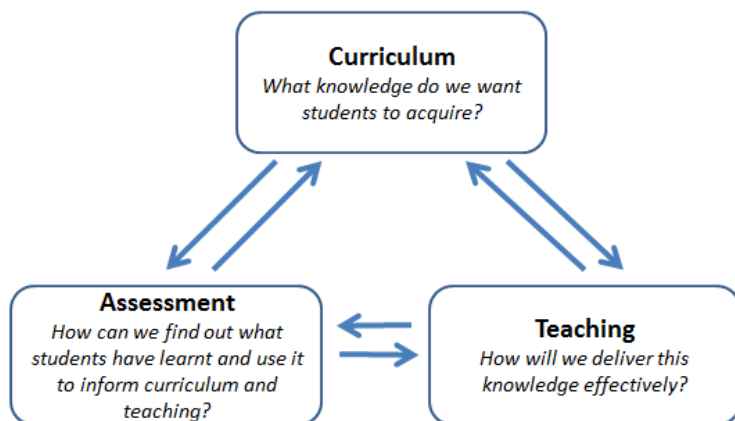 Curriculum
What knowledge do we want
students to acquire?
Assessment
How can we find out what
students have learnt and use it
to inform curriculum and
teaching?
Teaching
How will we deliver this
knowledge effectively?